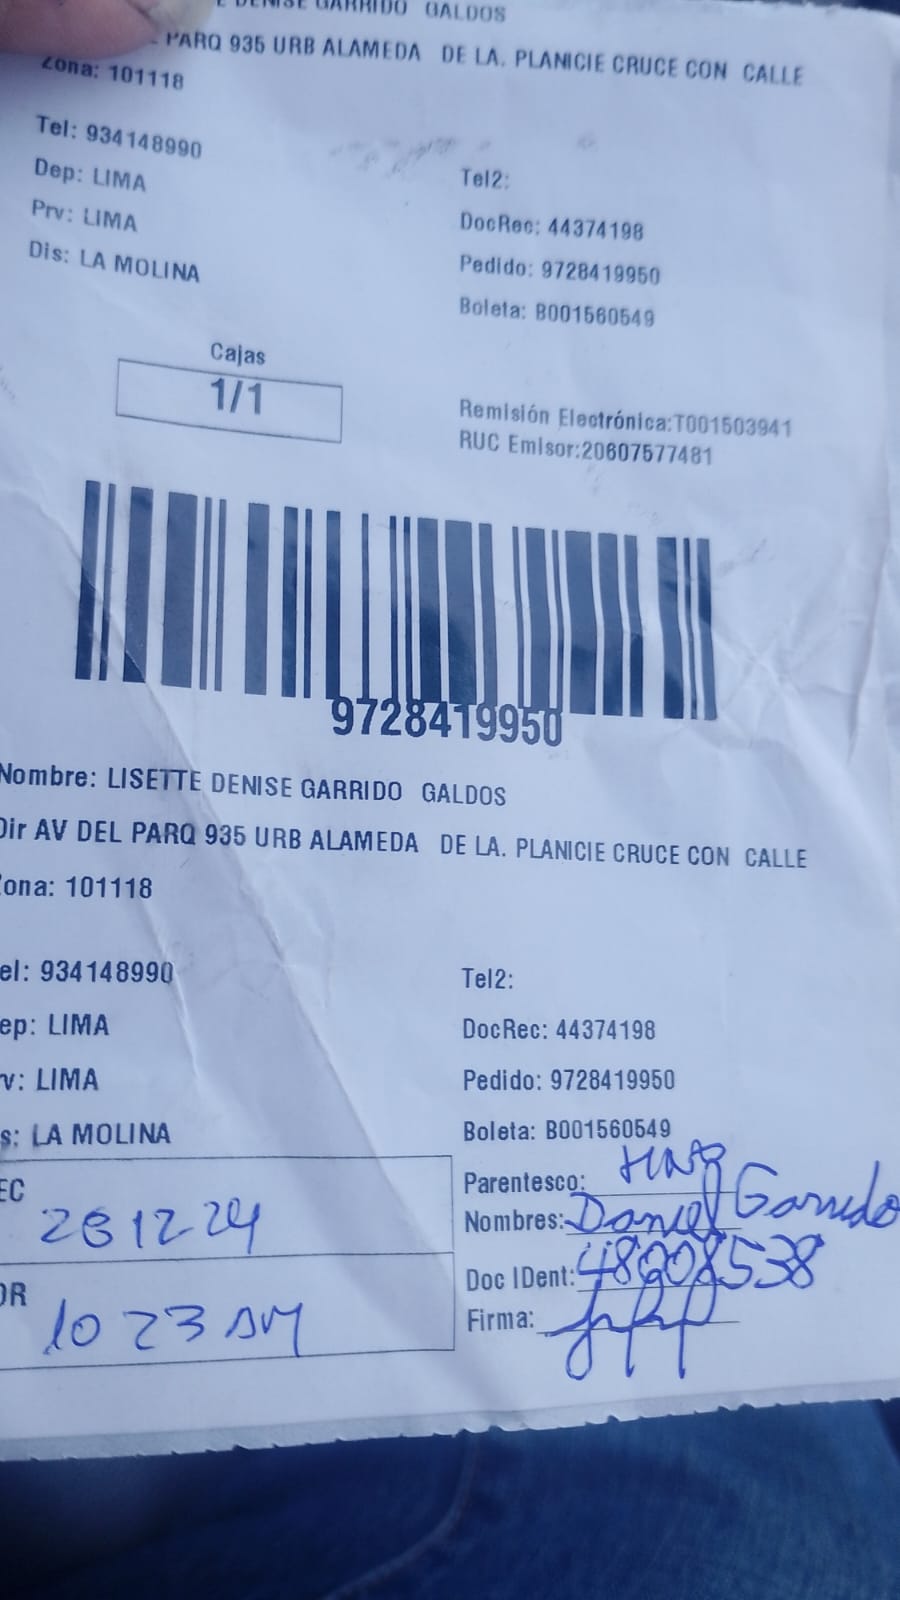 DENISE GARRIDO GALDOS
PARQ 935 URB ALAMEDA DE LA. PLANICIE CRUCE CON CALLE
Zona: 101118
Tel: 934148990
Tel2:
Dep: LIMA
DocRec: 44374198
Prv: LIMA
Pedido: 9728419950
Dis: LA MOLINA
Boleta: B001560549
Cajas
1/1
Remisión Electrónica:T001503941
RUC Emisor:20607577481
9728419950
Nombre: LISETTE DENISE GARRIDO GALDOS
Dir AV DEL PARQ 935 URB ALAMEDA DE LA. PLANICIE CRUCE CON CALLE
ona: 101118
el: 934148990
Tel2:
ep: LIMA
DocRec: 44374198
v: LIMA
Pedido: 9728419950
s: LA MOLINA
Boleta: B001560549
EC
Parentesco:
Nombres: Daniel Garrido
Doc IDent: 48008538
OR
10 23 AM
Firma: